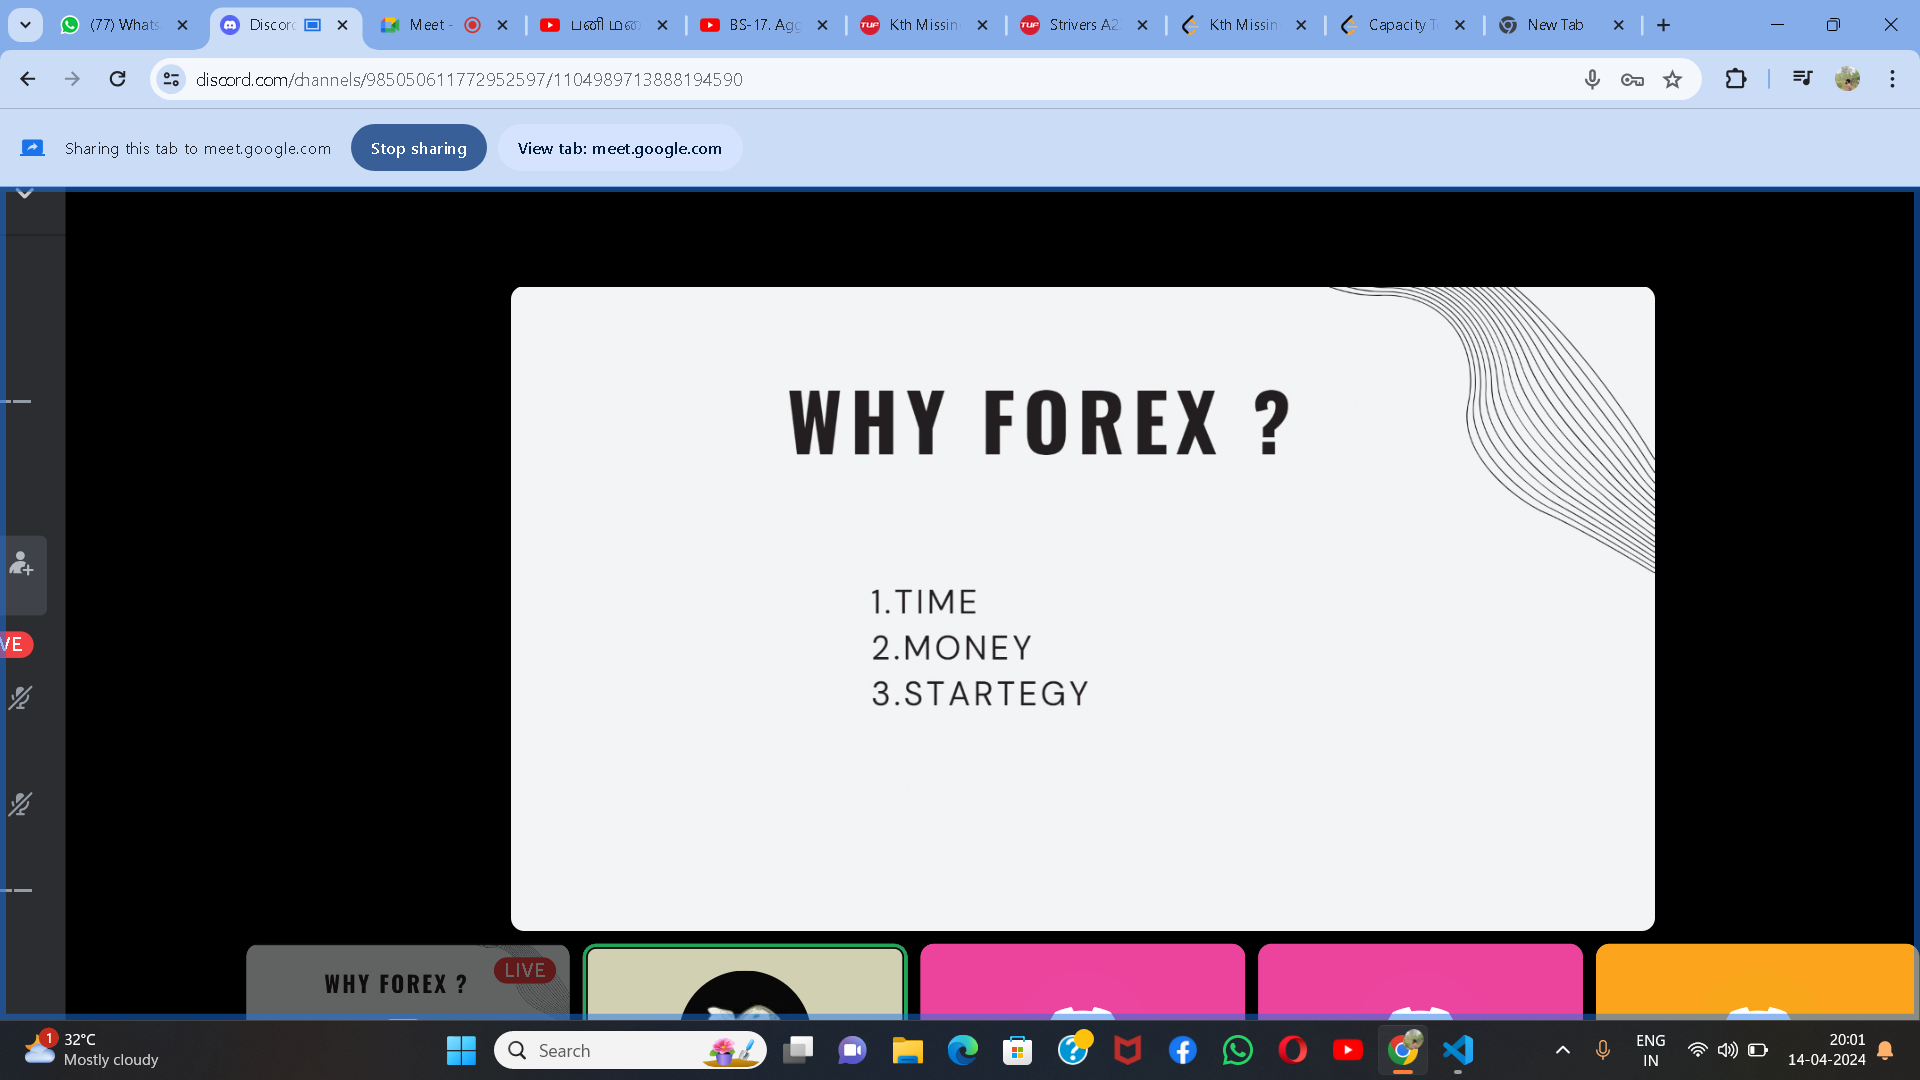 (77) Whats
Discord
Meet -
பனி மல
BS-17. Agg
Kth Missin
Strivers A2
Kth Missin
Capacity T
New Tab
discord.com/channels/985050611772952597/1104989713888194590
Sharing this tab to meet.google.com
Stop sharing
View tab: meet.google.com
WHY FOREX ?
1.TIME
2.MONEY
3.STARTEGY
VE
WHY FOREX ?
LIVE
1
32°C
Mostly cloudy
Search
ENG
IN
20:01
14-04-2024